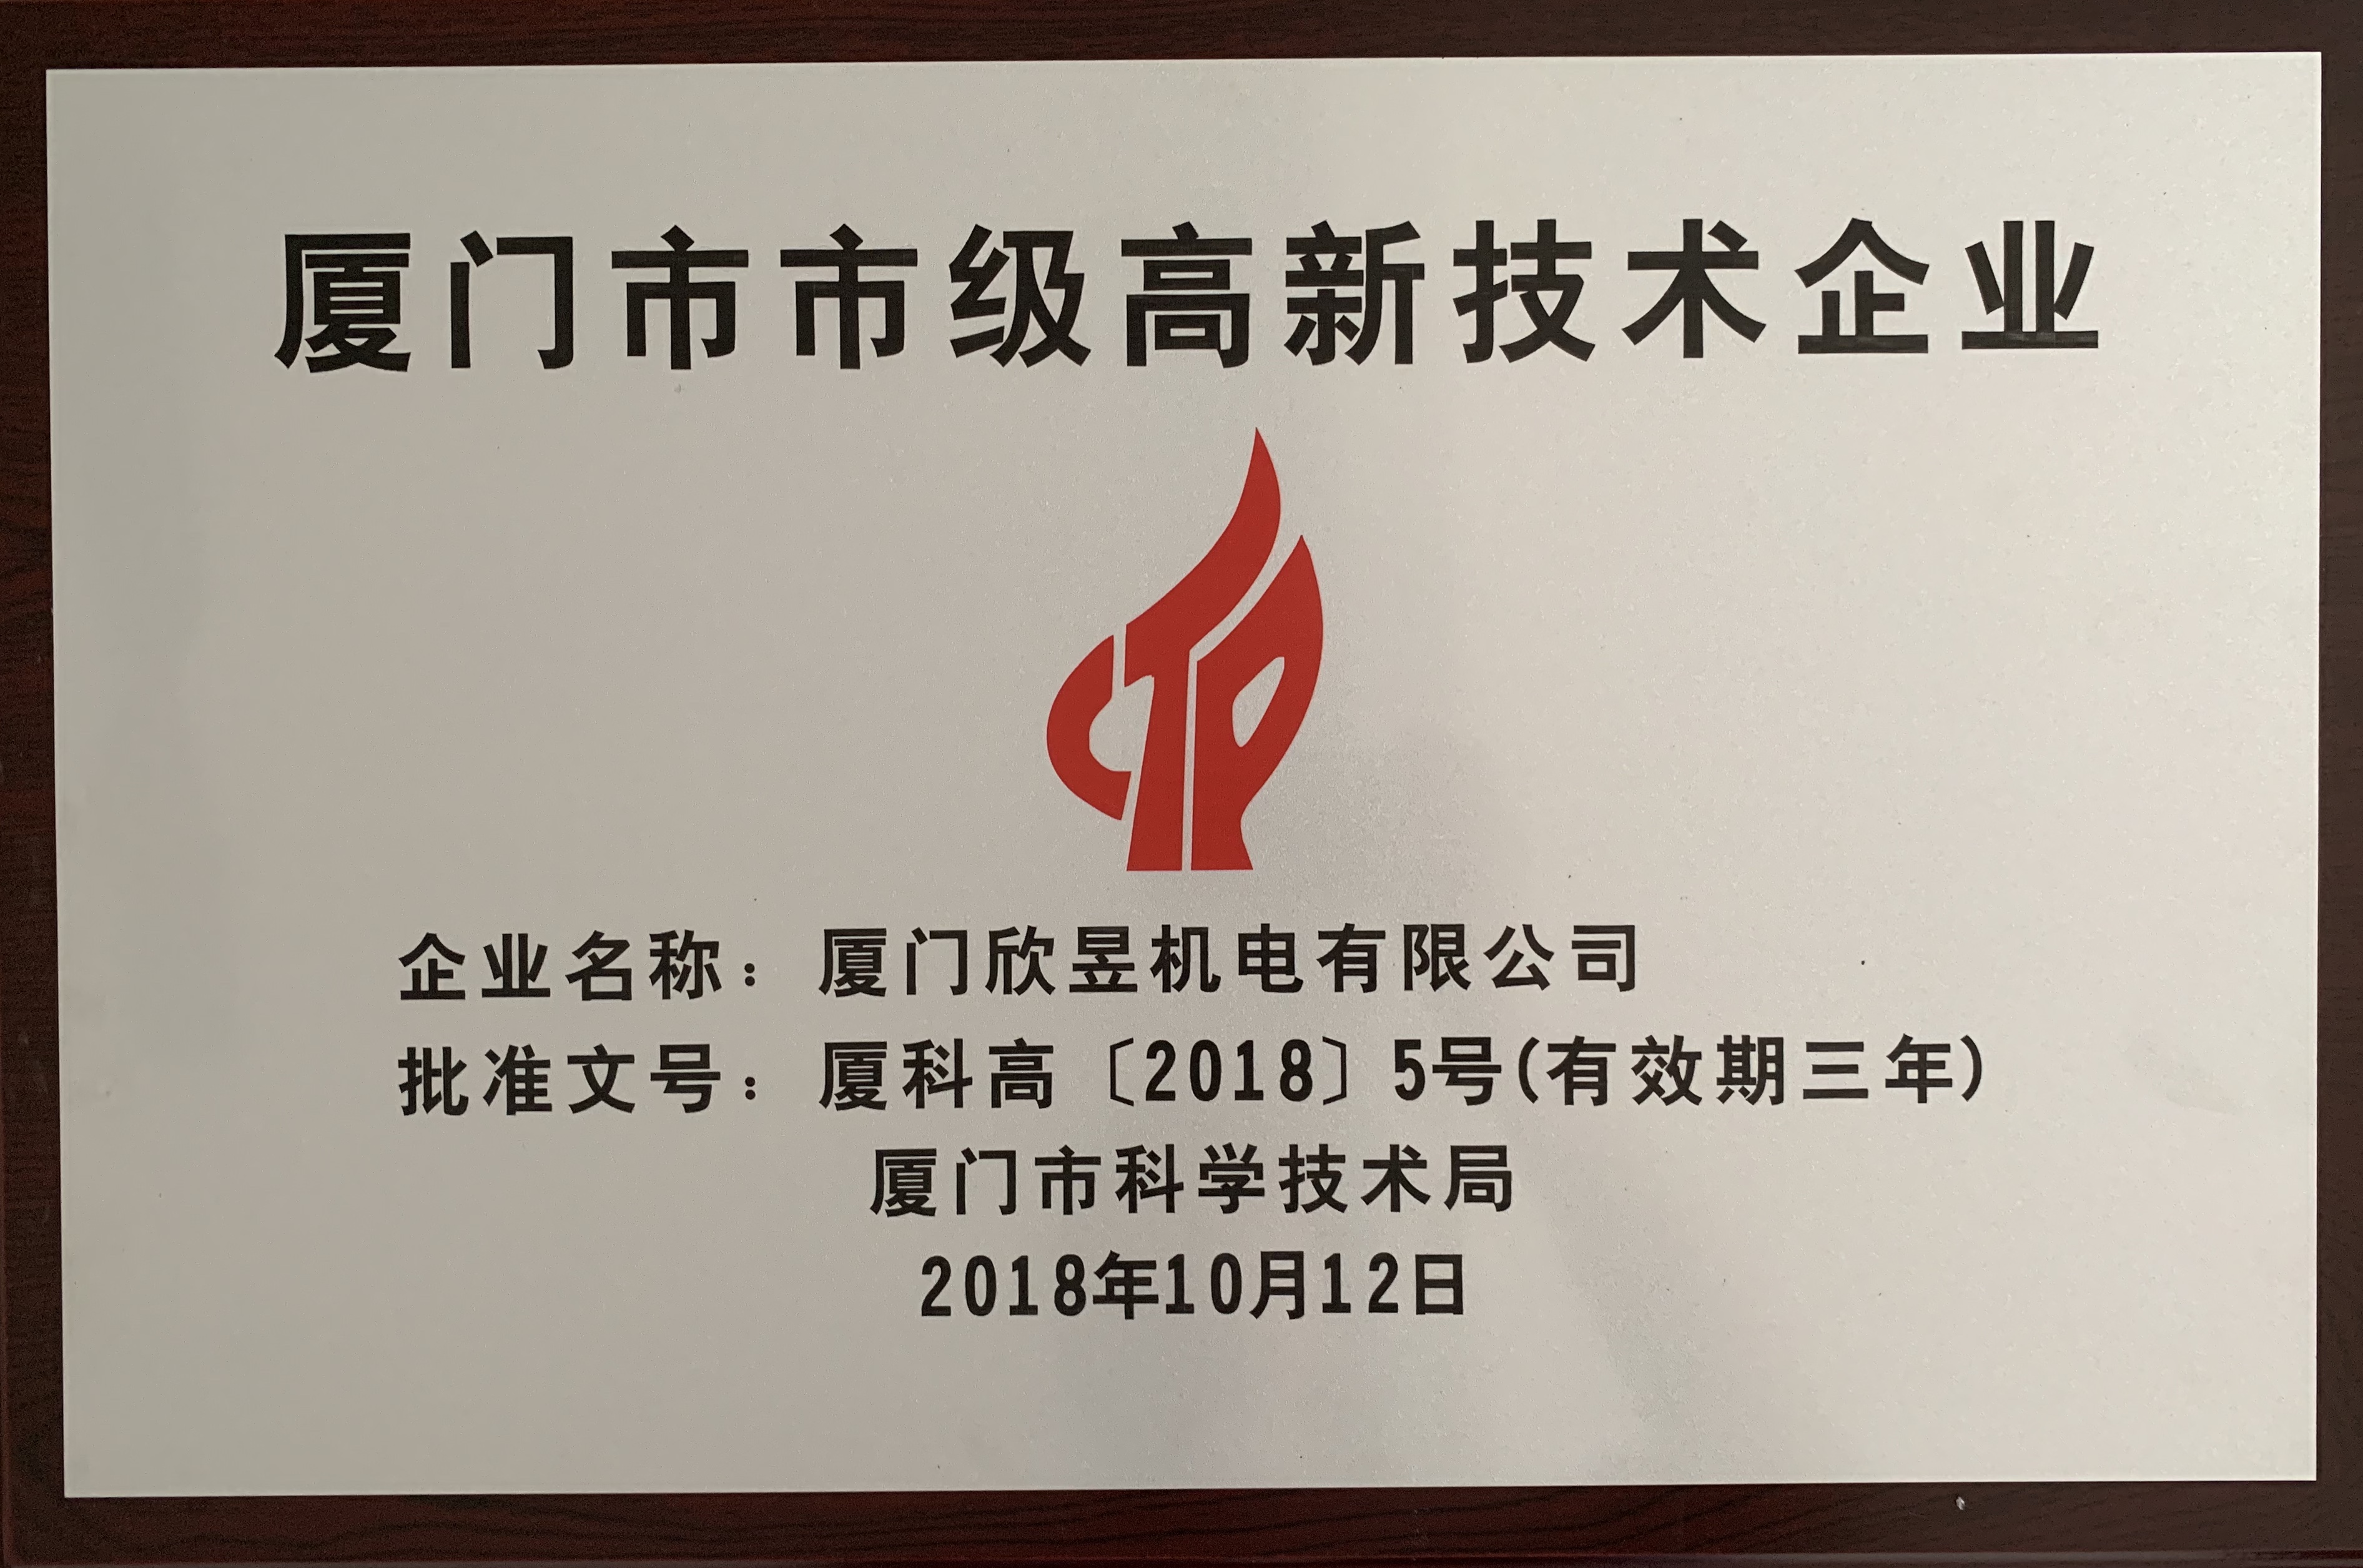 厦门市市级高新技术企业
企业名称：厦门欣昱机电有限公司
批准文号：厦科高〔2018〕5号(有效期三年)
厦门市科学技术局
2018年10月12日